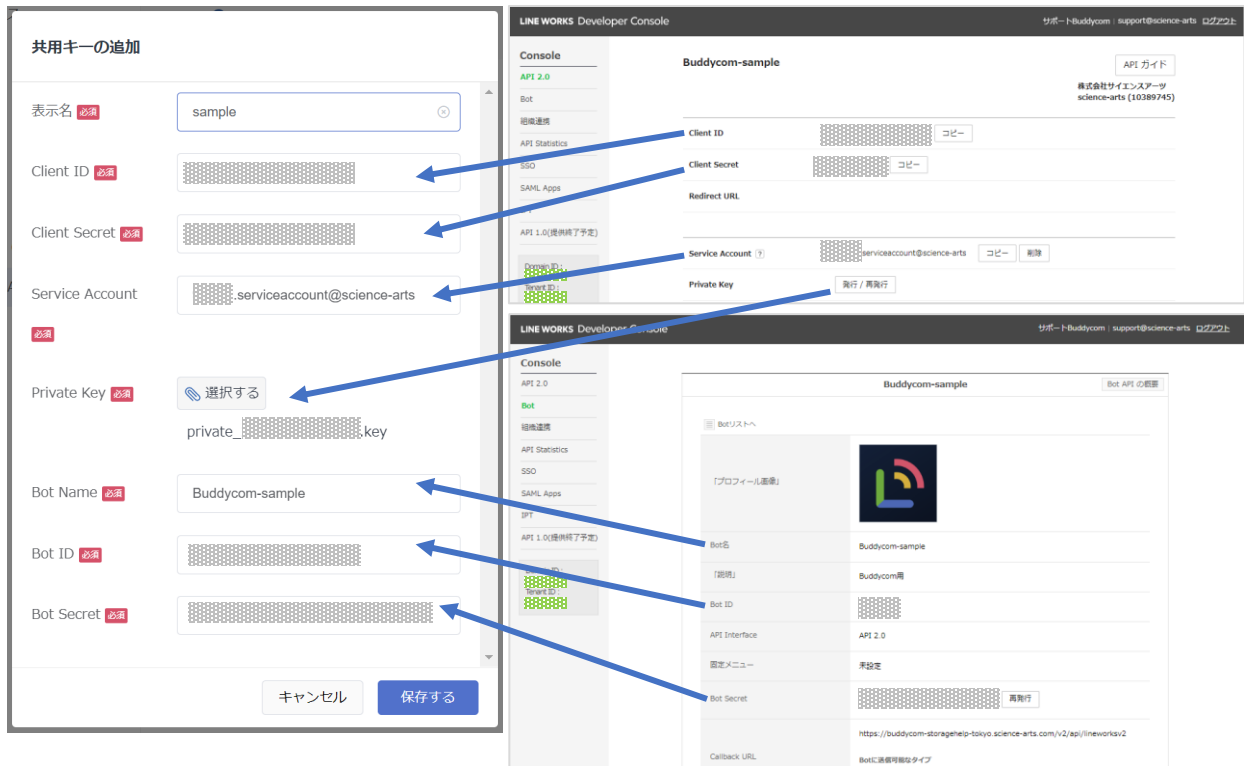 共用キーの追加
表示名 必須
sample
Client ID 必須
Client Secret 必須
Service Account
.serviceaccount@science-arts
必須
Private Key 必須
選択する
private_ .key
Bot Name 必須
Buddycom-sample
Bot ID 必須
Bot Secret 必須
キャンセル
保存する
LINE WORKS Developer Console
サポートBuddycom | support@science-arts ログアウト
Console
API 2.0
Bot
組織連携
API Statistics
SSO
SAML Apps
API 1.0(提供終了予定)
Domain ID :
Tenant ID :
Buddycom-sample
API ガイド
株式会社サイエンスアーツ
science-arts (10389745)
Client ID
コピー
Client Secret
コピー
Redirect URL
Service Account ?
.serviceaccount@science-arts
コピー
削除
Private Key
発行 / 再発行
LINE WORKS Developer Console
サポートBuddycom | support@science-arts ログアウト
Console
API 2.0
Bot
組織連携
API Statistics
SSO
SAML Apps
IPT
API 1.0(提供終了予定)
Domain ID :
Tenant ID :
Buddycom-sample
Bot API の概要
Botリストへ
「プロフィール画像」
Bot名
Buddycom-sample
「説明」
Buddycom用
Bot ID
API Interface
API 2.0
固定メニュー
未設定
Bot Secret
再発行
Callback URL
https://buddycom-storagehelp-tokyo.science-arts.com/v2/api/lineworksv2
Botに送信可能なタイプ